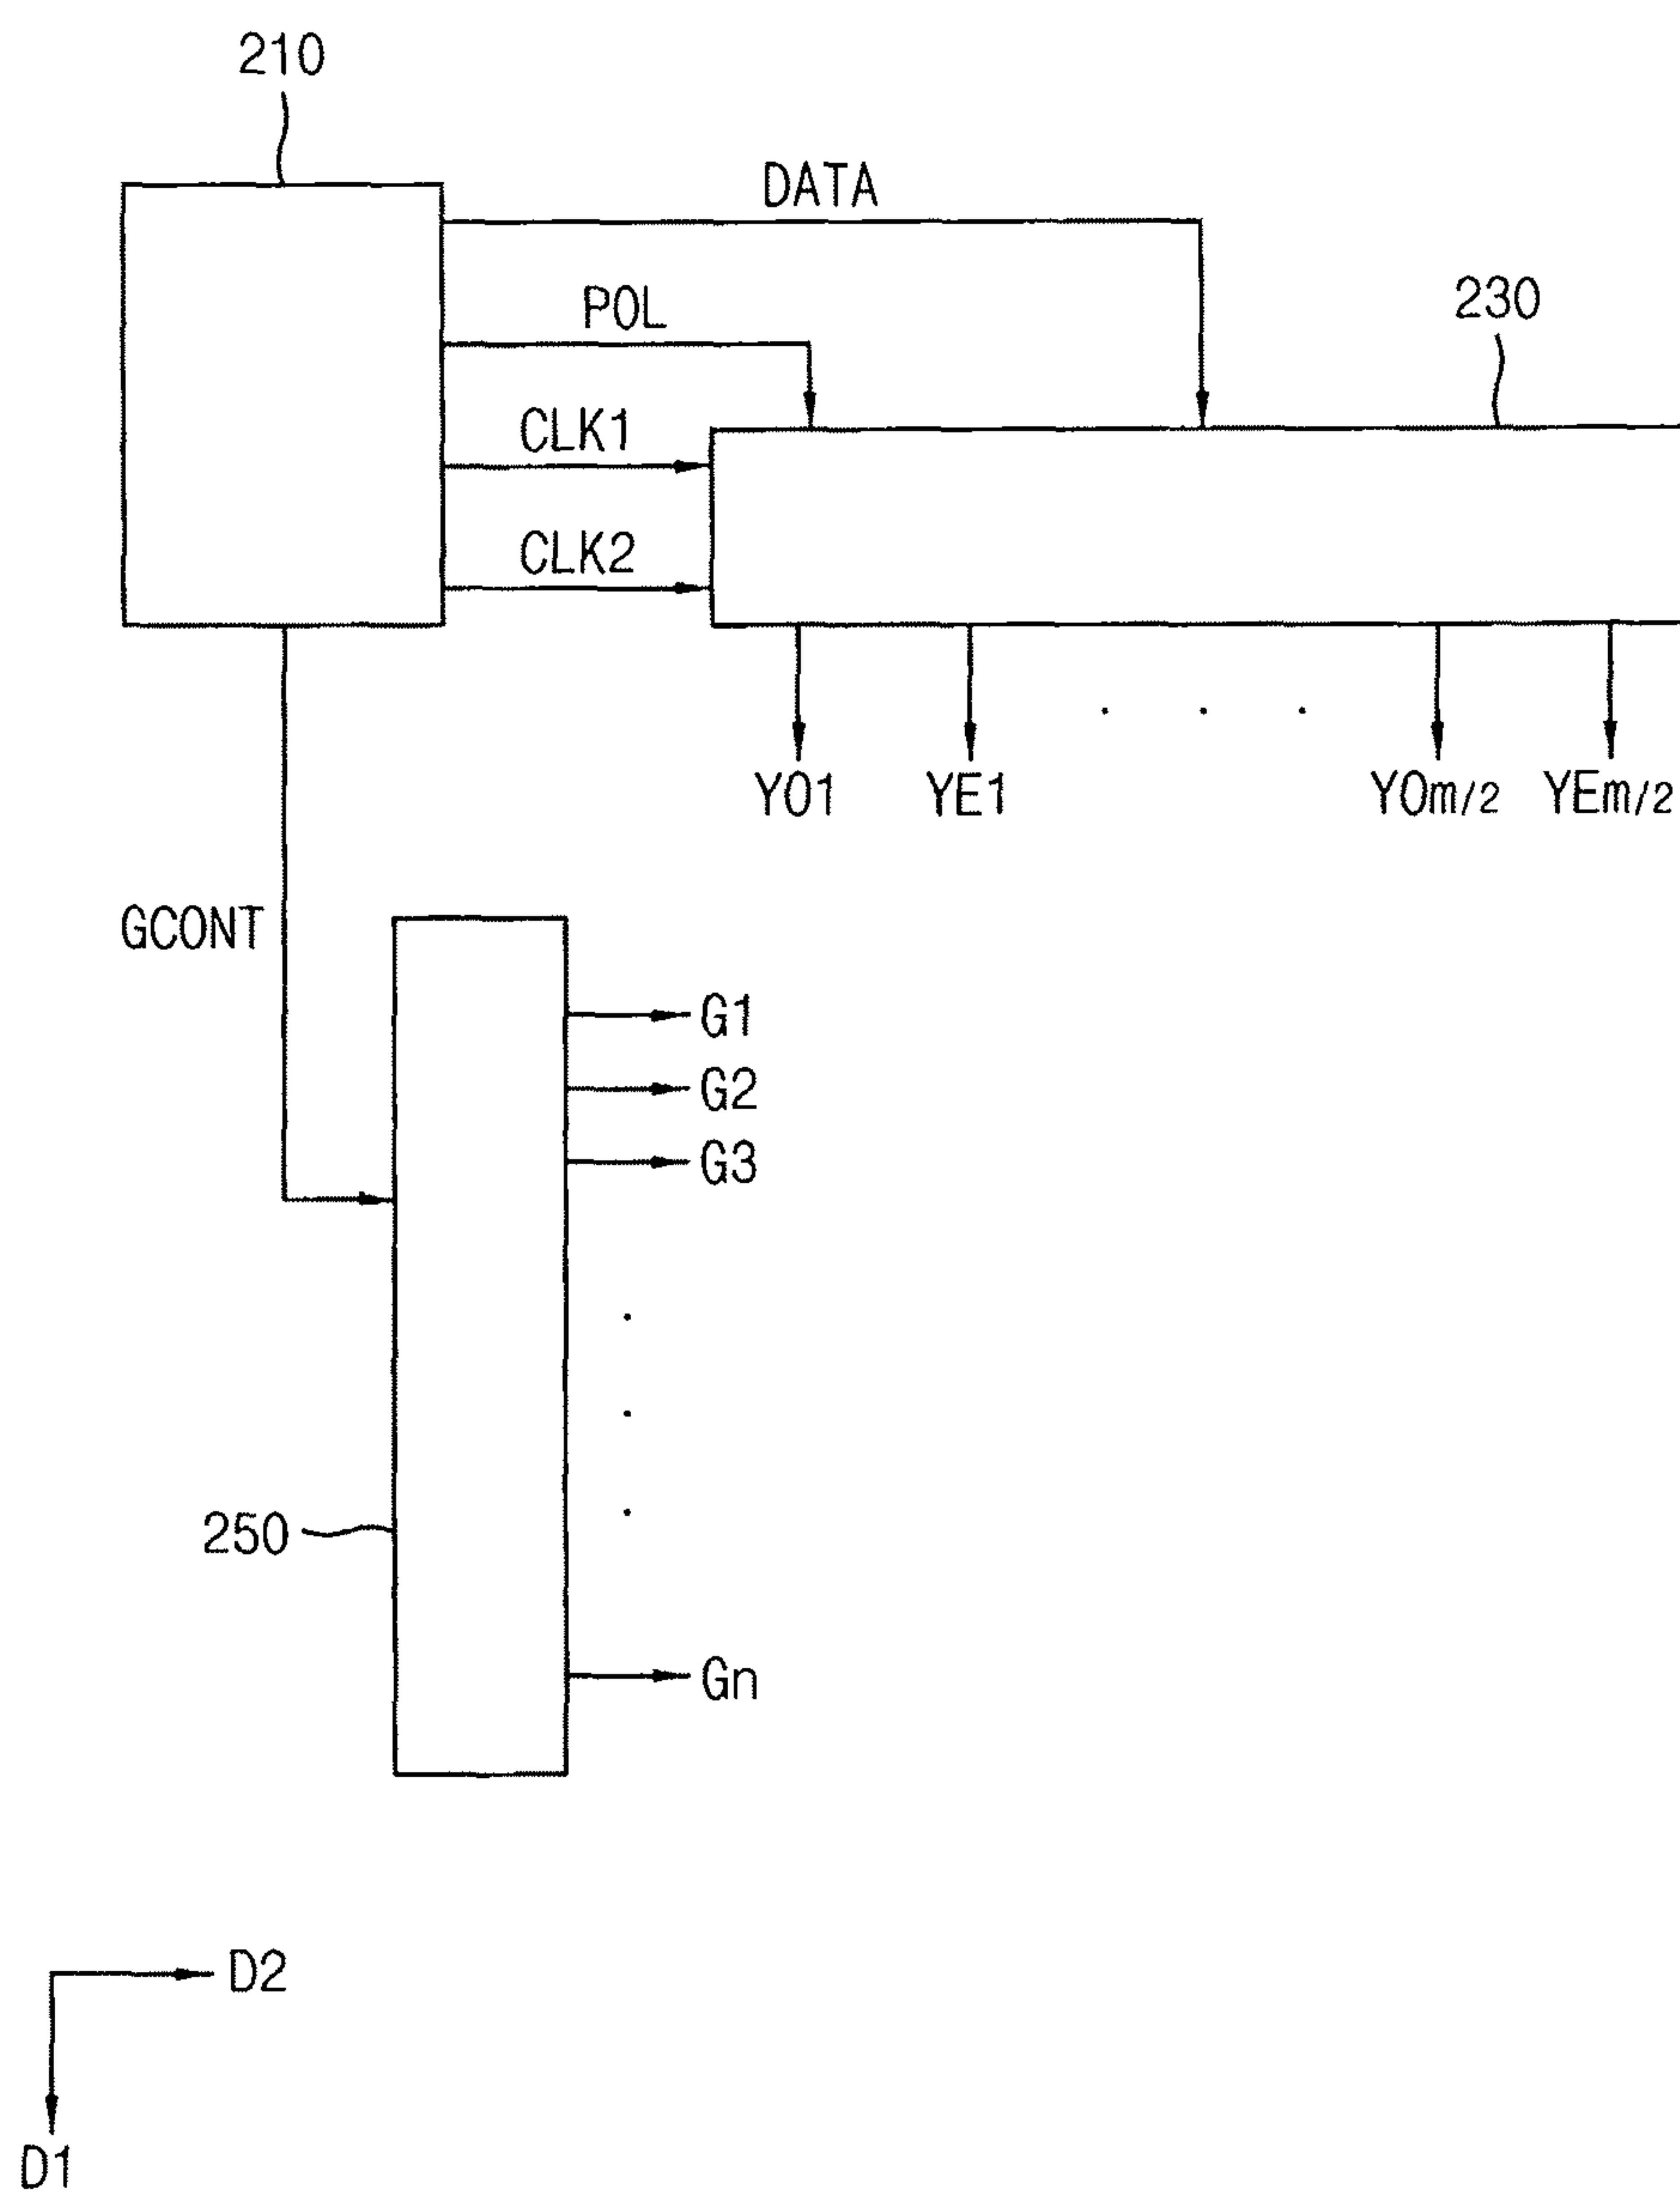 210
DATA
POL
230
CLK1
CLK2
YO1 YE1 YOm/2 YEm/2
GCONT
G1
G2
G3
250
Gn
D2
D1